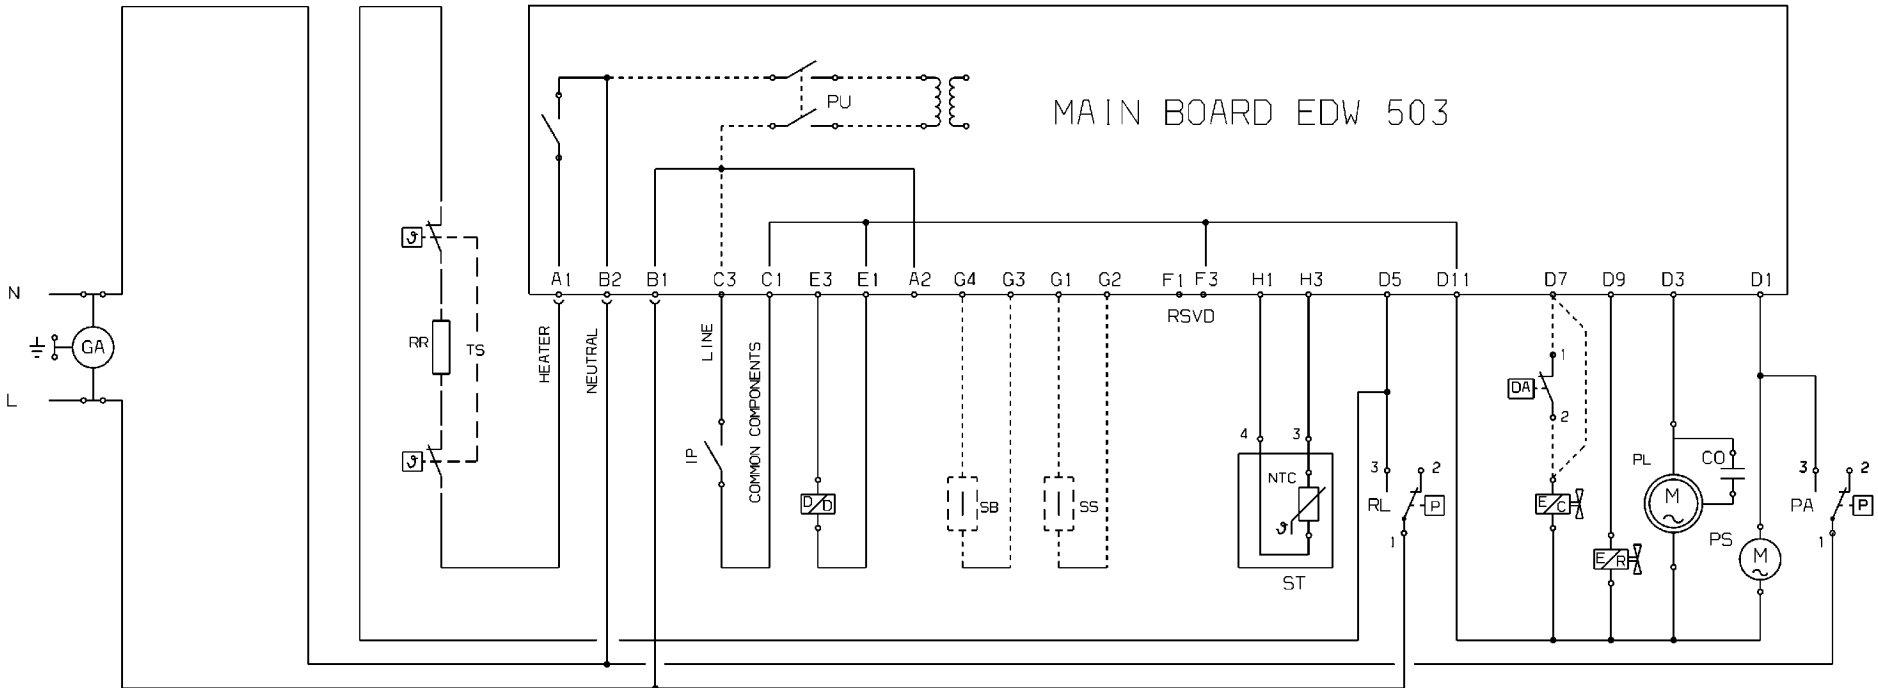 MAIN BOARD EDW 503
PU
A1 B2 B1 C3 C1 E3 E1 A2 G4 G3 G1 G2 F1 F3 H1 H3 D5 D11 D7 D9 D3 D1
RSVD
N
GA
L
ϑ
RR
TS
ϑ
HEATER
NEUTRAL
LINE
COMMON COMPONENTS
IP
D D
SB
SS
4 3
NTC
ϑ
ST
3 2
RL
P
1
1
DA
2
E C
E R
PL
CO
M
PS
M
3 2
PA
P
1